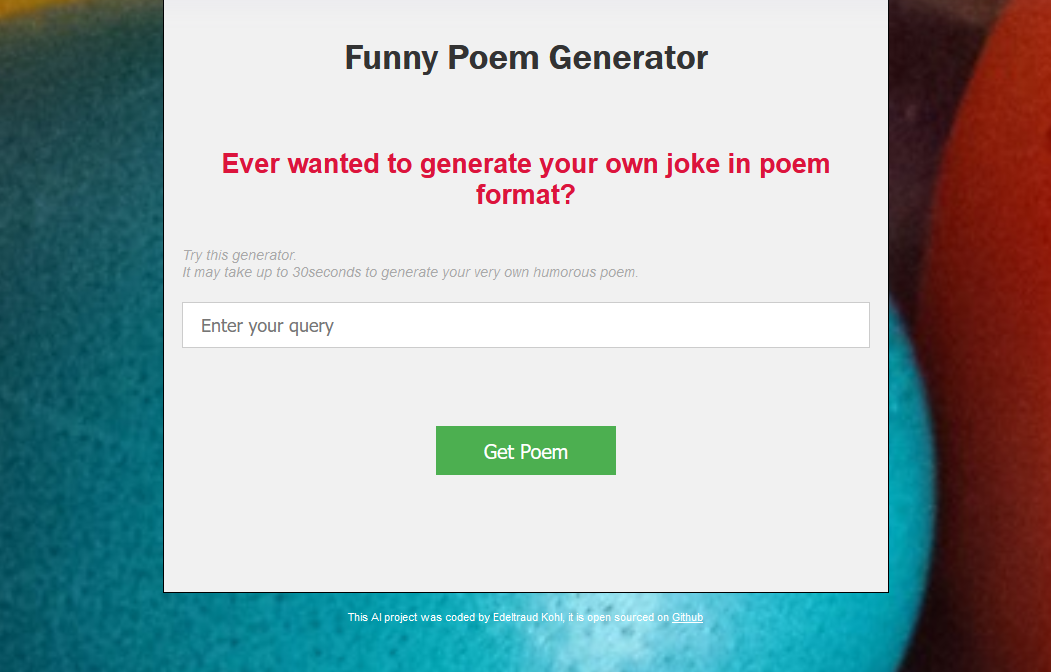 Funny Poem Generator
Ever wanted to generate your own joke in poem
format?
Try this generator.
It may take up to 30seconds to generate your very own humorous poem.
Enter your query
Get Poem
This AI project was coded by Edeltraud Kohl, it is open sourced on Github